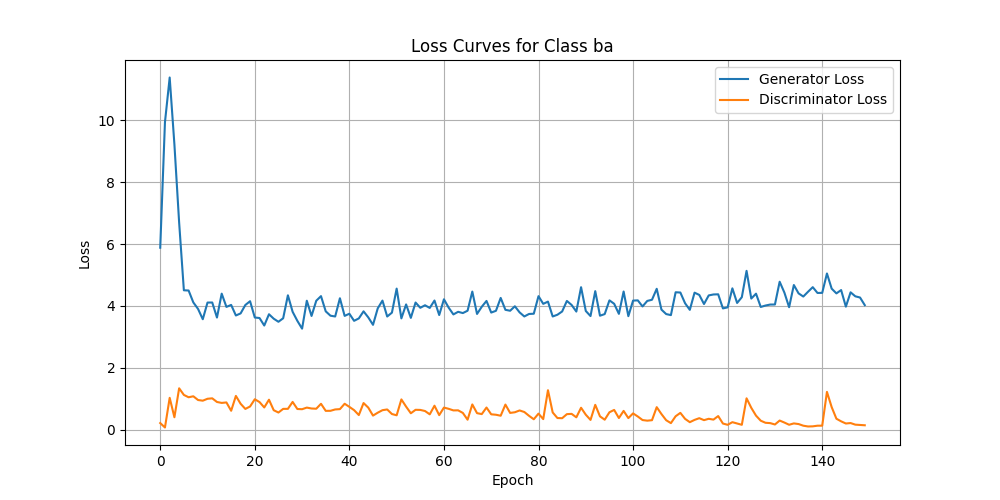 Loss Curves for Class ba
Generator Loss
Discriminator Loss
Loss
10
8
6
4
2
0
0 20 40 60 80 100 120 140
Epoch